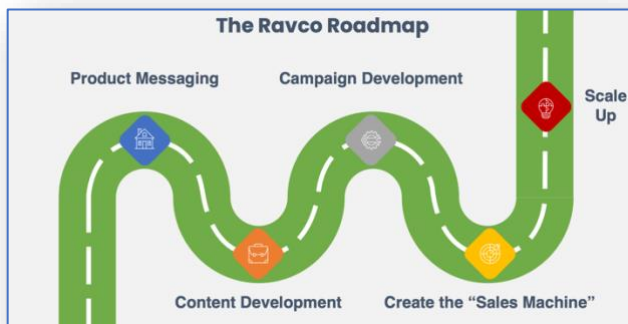 The Ravco Roadmap
Product Messaging
Campaign Development
Scale
Up
Content Development
Create the “Sales Machine”